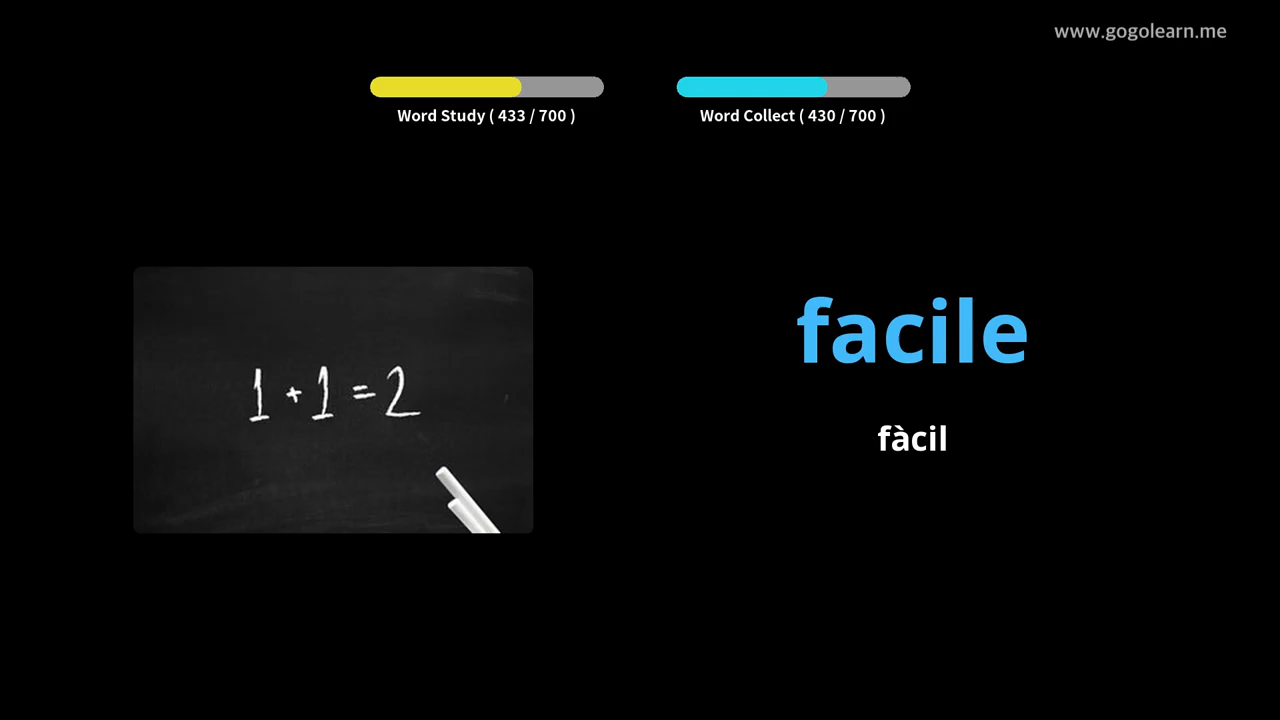 www.gogolearn.me
Word Study ( 433 / 700 )
Word Collect ( 430 / 700 )
1 + 1 = 2
facile
fàcil